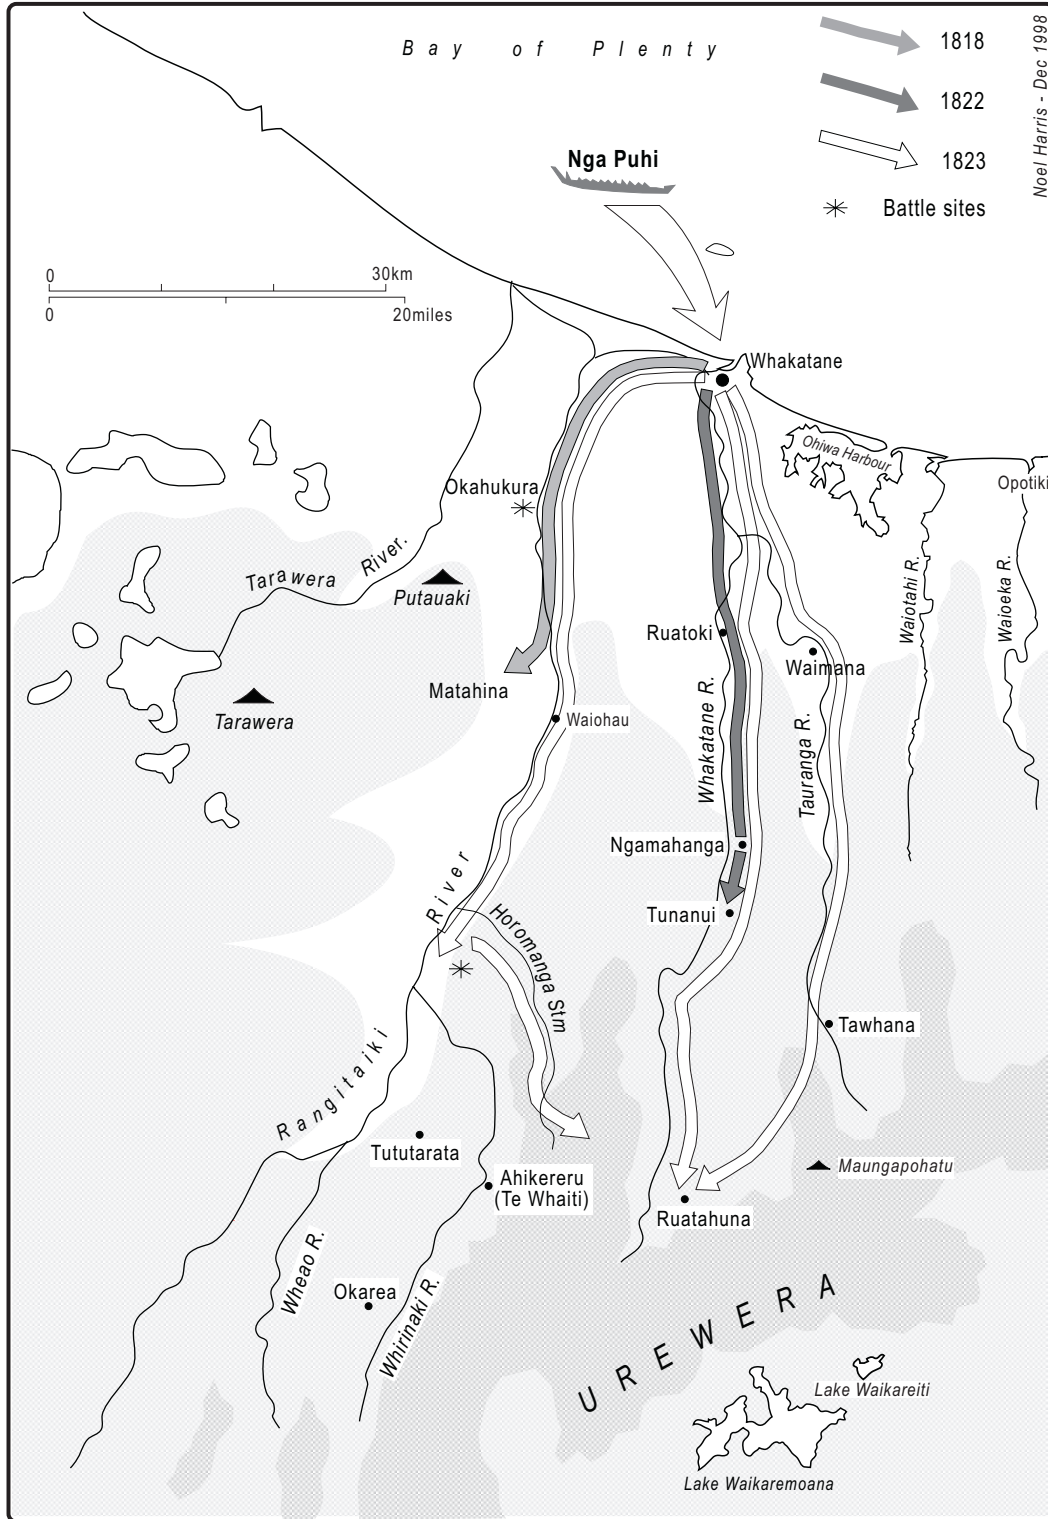 Bay of Plenty
1818
1822
1823
Battle sites
Noel Harris - Dec 1998
Nga Puhi
0
30km
0
20miles
Whakatane
Ohiwa Harbour
Opotiki
Okahukura
Tarawera River.
Putauaki
Waiotahi R.
Waioeka R.
Ruatoki
Waimana
Matahina
Tarawera
Waiohau
Whakatane R.
Tauranga R.
Ngamahanga
Tunanui
Rangitaiki River
Horomanga Stm
Tawhana
Tututarata
Maungapohatu
Ahikereru
(Te Whaiti)
Ruatahuna
Wheao R.
Okarea
Whirinaki R.
UREWERA
Lake Waikareiti
Lake Waikaremoana